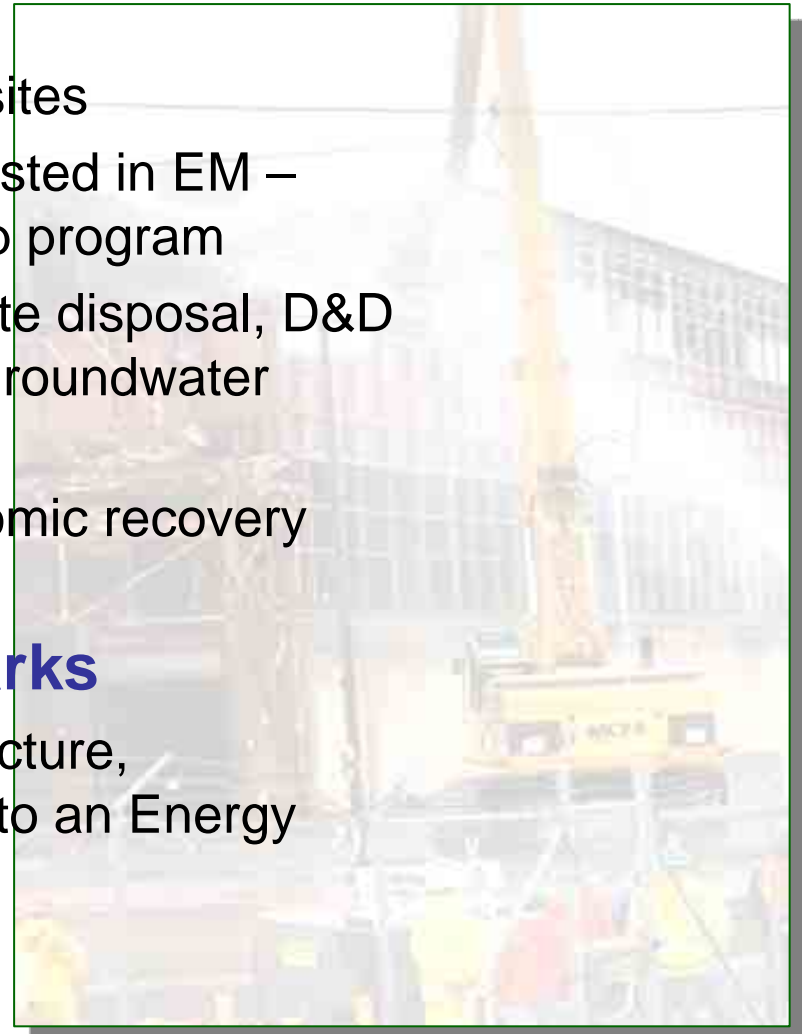 sites
sted in EM –
o program
te disposal, D&D
roundwater
omic recovery
rks
cture,
to an Energy